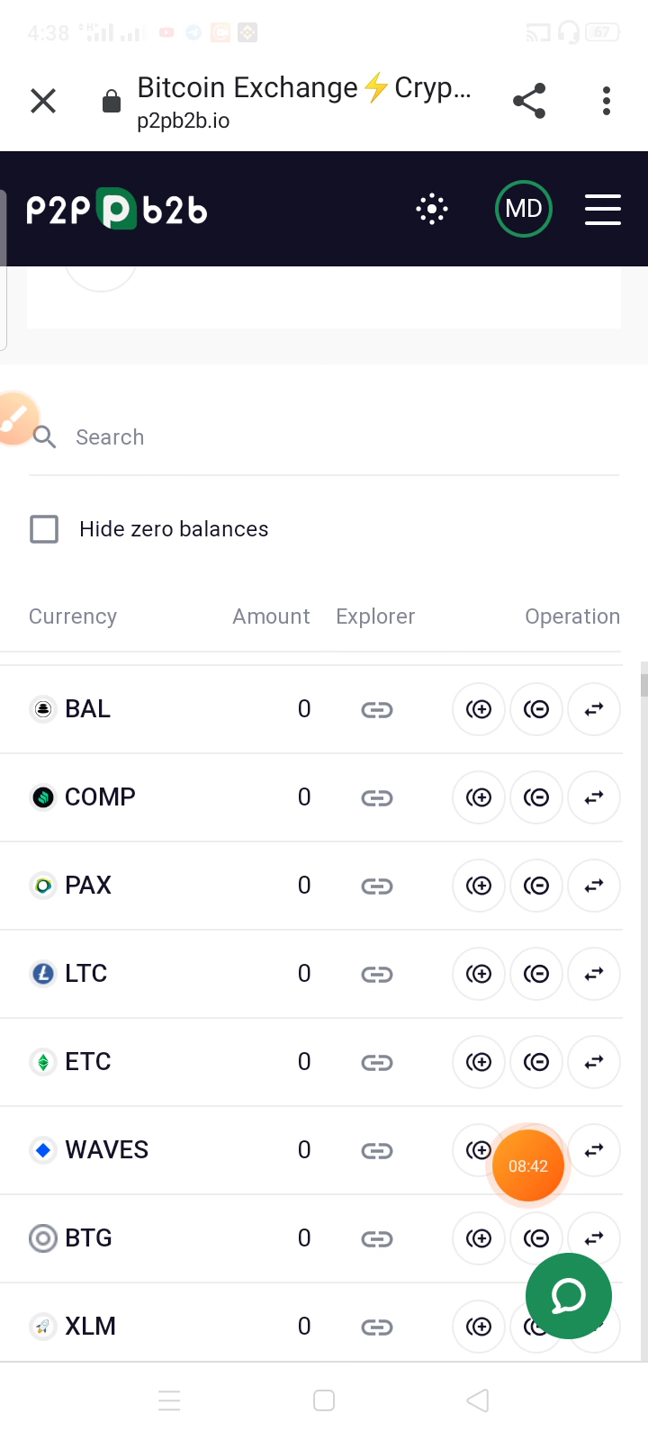 4:38
67
Bitcoin Exchange⚡Cryp...
p2pb2b.io
P2P b2b
MD
Search
Hide zero balances
Currency Amount Explorer Operation
BAL 0
COMP 0
PAX 0
LTC 0
ETC 0
WAVES 0
08:42
BTG 0
XLM 0